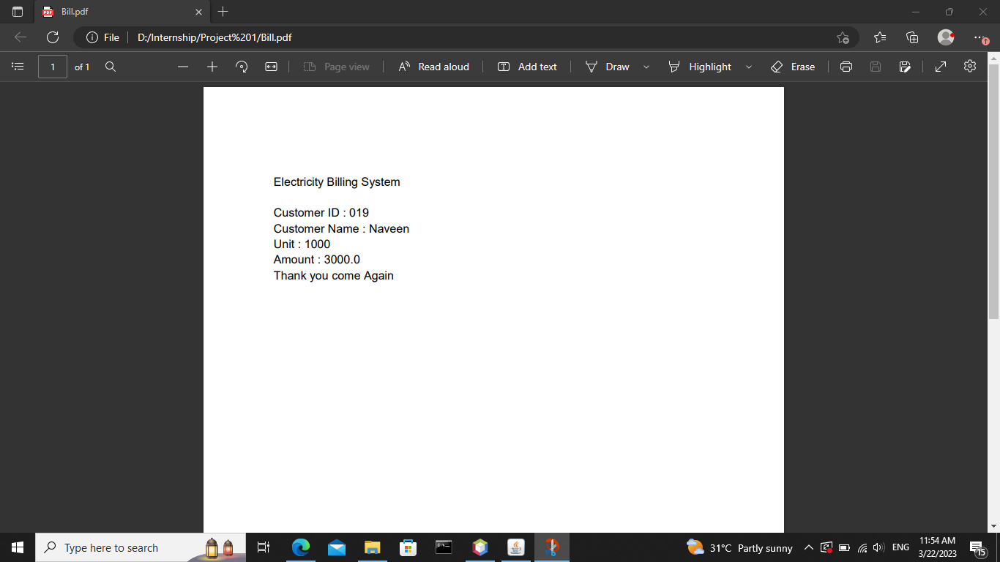 Bill.pdf
File D:/Internship/Project%201/Bill.pdf
1 of 1 Page view Read aloud Add text Draw Highlight Erase
Electricity Billing System
Customer ID : 019
Customer Name : Naveen
Unit : 1000
Amount : 3000.0
Thank you come Again
Type here to search
31°C Partly sunny
ENG
11:54 AM
3/22/2023
15